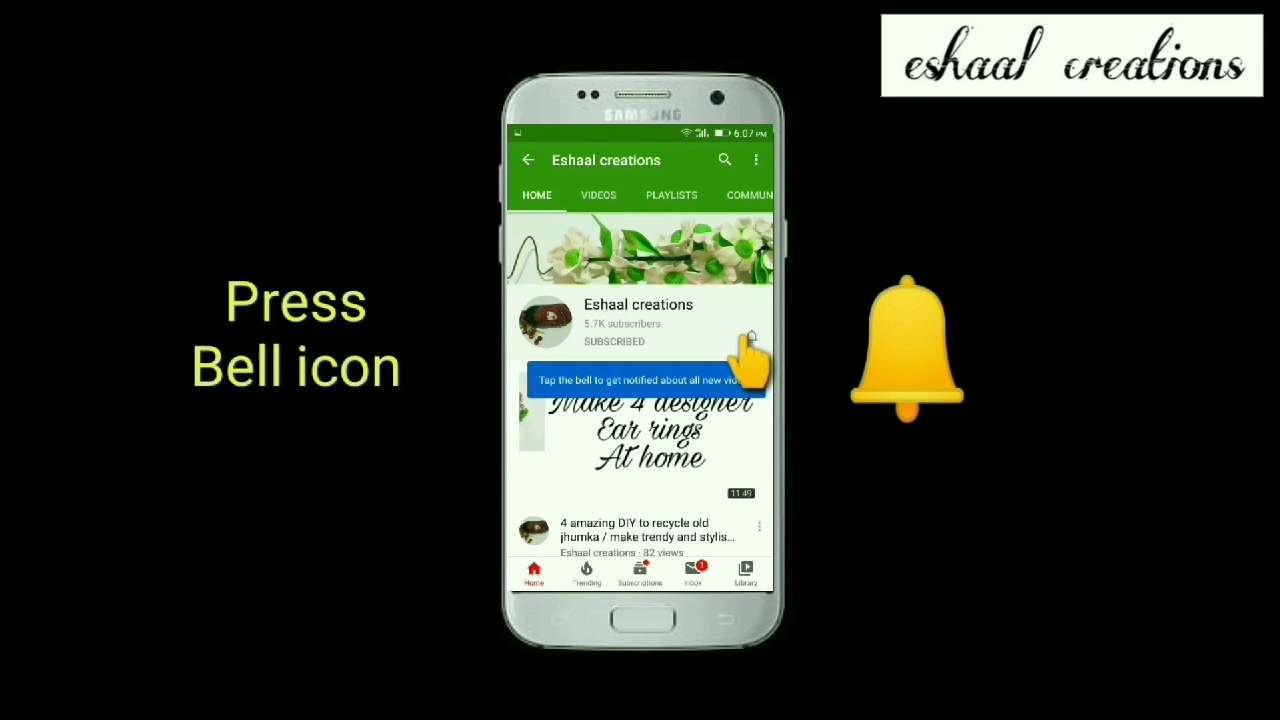 eshaal creations
SAMSUNG
6:07 PM
Eshaal creations
HOME VIDEOS PLAYLISTS COMMUN
Press
Bell icon
Eshaal creations
5.7K subscribers
SUBSCRIBED
Tap the bell to get notified about all new vid
Make 4 designer
Ear rings
At home
11:49
4 amazing DIY to recycle old
jhumka / make trendy and stylis...
Eshaal creations · 82 views
1
Home Trending Subscriptions Inbox Library